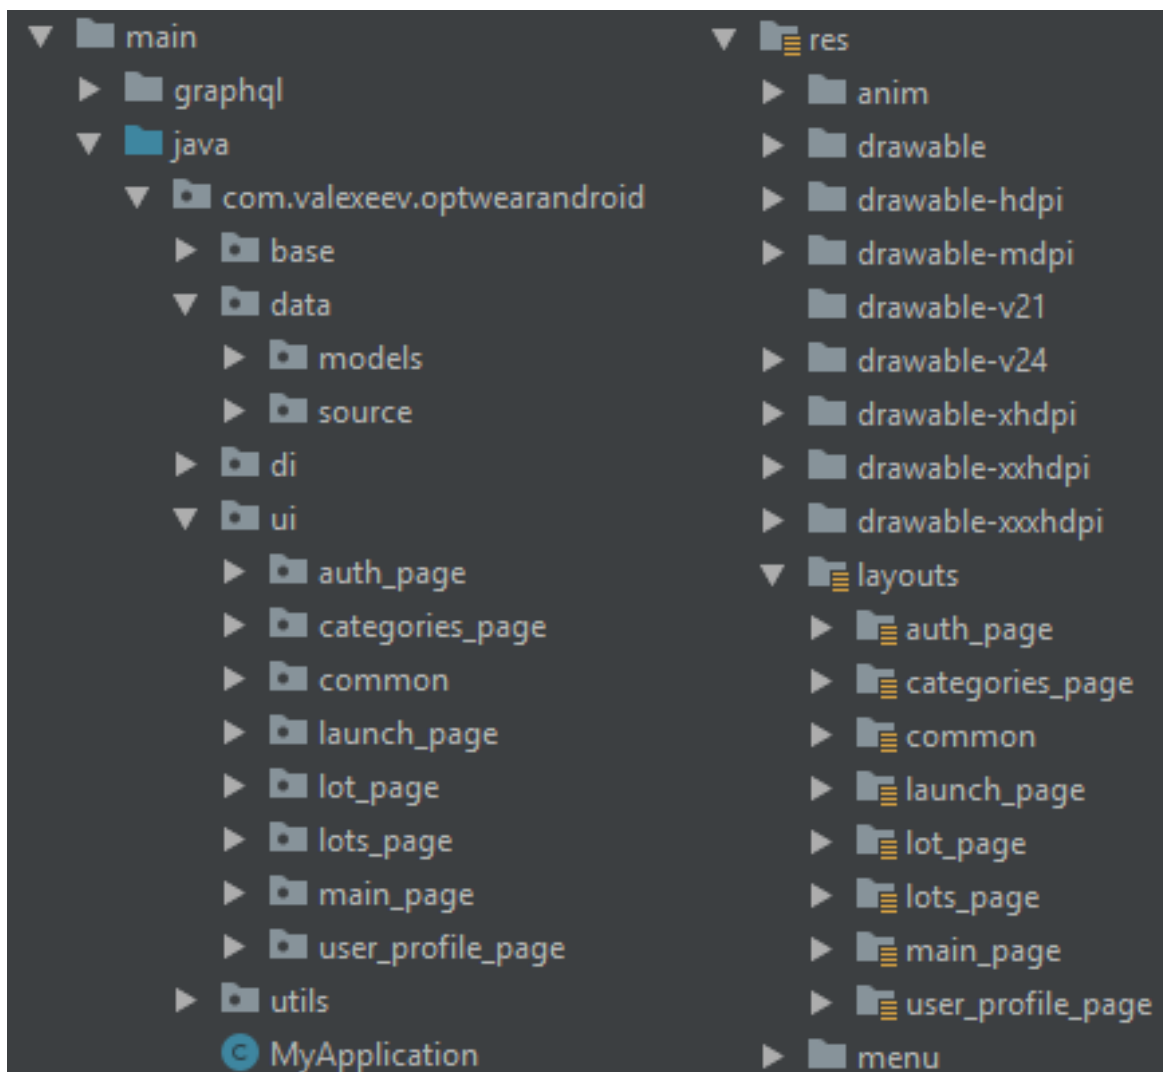 main
graphql
java
com.valexeev.optwearandroid
base
data
models
source
di
ui
auth_page
categories_page
common
launch_page
lot_page
lots_page
main_page
user_profile_page
utils
C MyApplication
res
anim
drawable
drawable-hdpi
drawable-mdpi
drawable-v21
drawable-v24
drawable-xhdpi
drawable-xxhdpi
drawable-xxxhdpi
layouts
auth_page
categories_page
common
launch_page
lot_page
lots_page
main_page
user_profile_page
menu